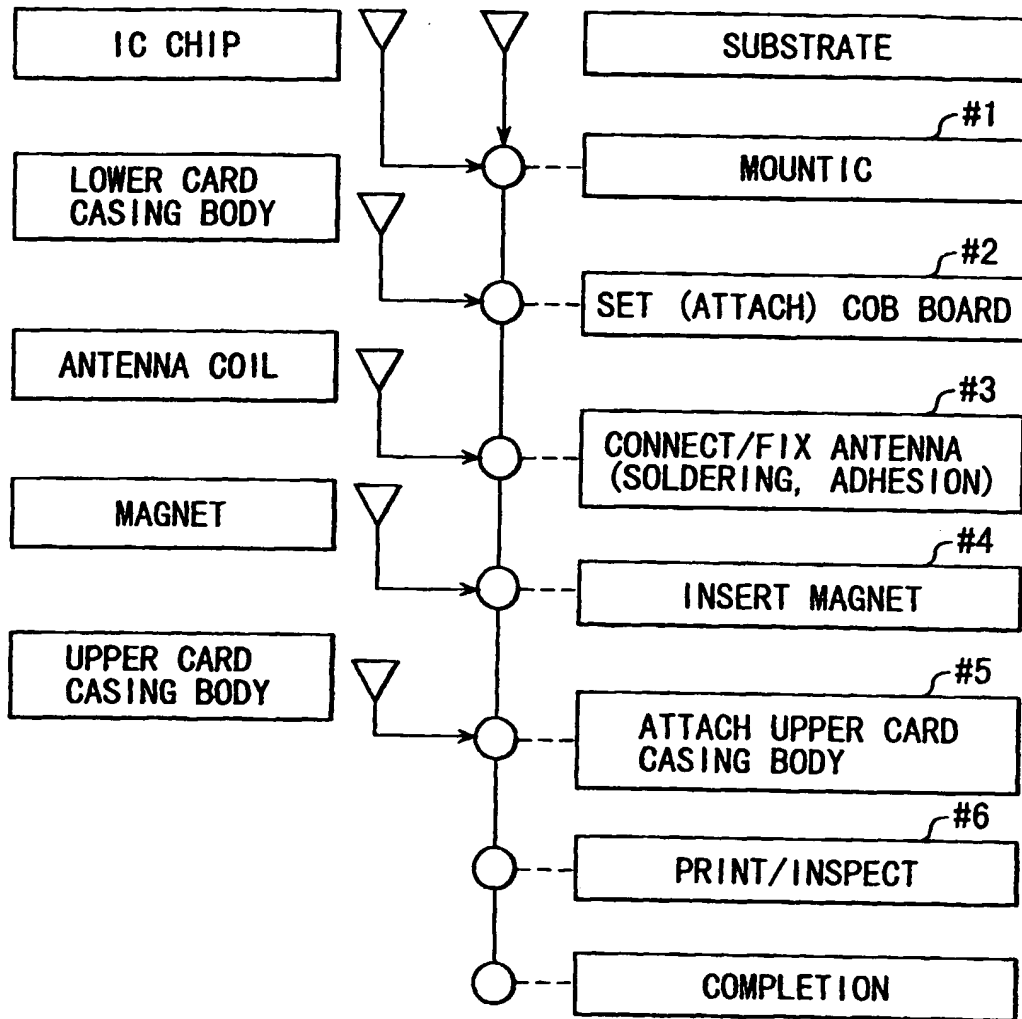 IC CHIP
SUBSTRATE
#1
MOUNTIC
LOWER CARD
CASING BODY
#2
SET (ATTACH) COB BOARD
ANTENNA COIL
#3
CONNECT/FIX ANTENNA
(SOLDERING, ADHESION)
MAGNET
#4
INSERT MAGNET
UPPER CARD
CASING BODY
#5
ATTACH UPPER CARD
CASING BODY
#6
PRINT/INSPECT
COMPLETION